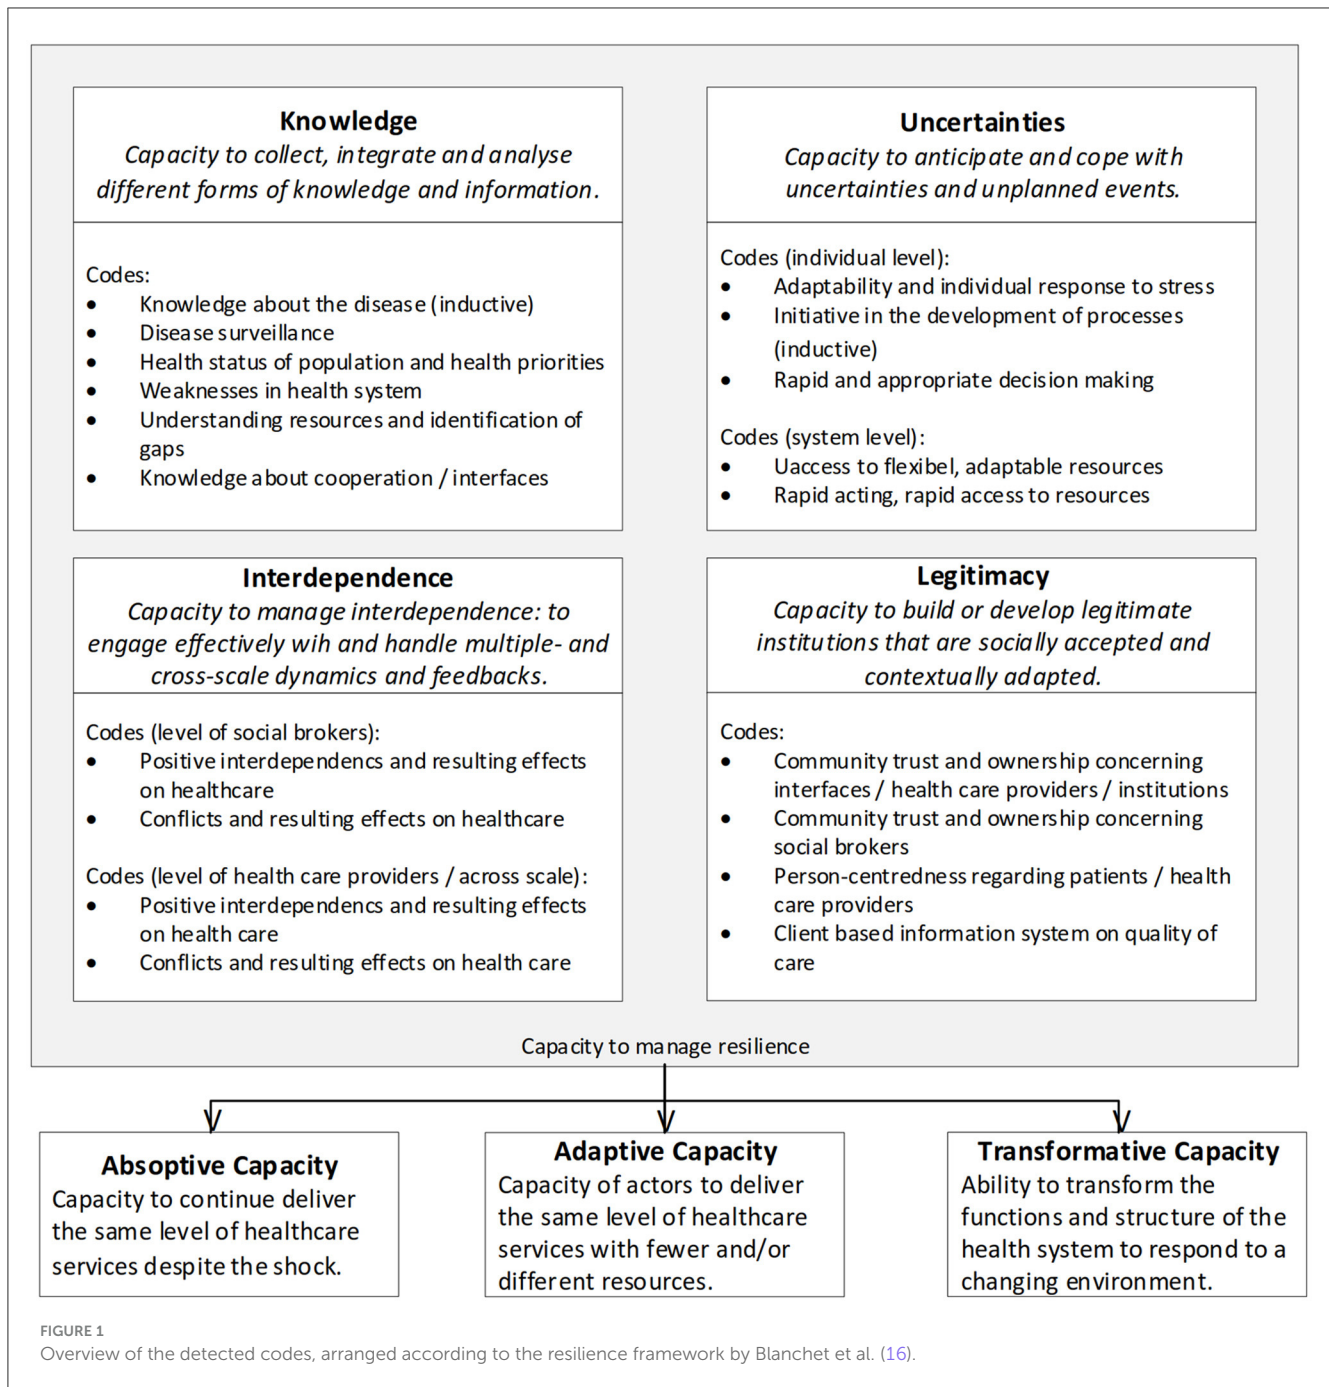 Knowledge
Capacity to collect, integrate and analyse
different forms of knowledge and information.
Codes:
• Knowledge about the disease (inductive)
• Disease surveillance
• Health status of population and health priorities
• Weaknesses in health system
• Understanding resources and identification of
gaps
• Knowledge about cooperation / interfaces
Uncertainties
Capacity to anticipate and cope with
uncertainties and unplanned events.
Codes (individual level):
• Adaptability and individual response to stress
• Initiative in the development of processes
(inductive)
• Rapid and appropriate decision making
Codes (system level):
• Uaccess to flexibel, adaptable resources
• Rapid acting, rapid access to resources
Interdependence
Capacity to manage interdependence: to
engage effectively wih and handle multiple- and
cross-scale dynamics and feedbacks.
Codes (level of social brokers):
• Positive interdependencs and resulting effects
on healthcare
• Conflicts and resulting effects on healthcare
Codes (level of health care providers / across scale):
• Positive interdependencs and resulting effects
on health care
• Conflicts and resulting effects on health care
Legitimacy
Capacity to build or develop legitimate
institutions that are socially accepted and
contextually adapted.
Codes:
• Community trust and ownership concerning
interfaces / health care providers / institutions
• Community trust and ownership concerning
social brokers
• Person-centredness regarding patients / health
care providers
• Client based information system on quality of
care
Capacity to manage resilience
Absoptive Capacity
Capacity to continue deliver
the same level of healthcare
services despite the shock.
Adaptive Capacity
Capacity of actors to deliver
the same level of healthcare
services with fewer and/or
different resources.
Transformative Capacity
Ability to transform the
functions and structure of the
health system to respond to a
changing environment.
FIGURE 1
Overview of the detected codes, arranged according to the resilience framework by Blanchet et al. (16).